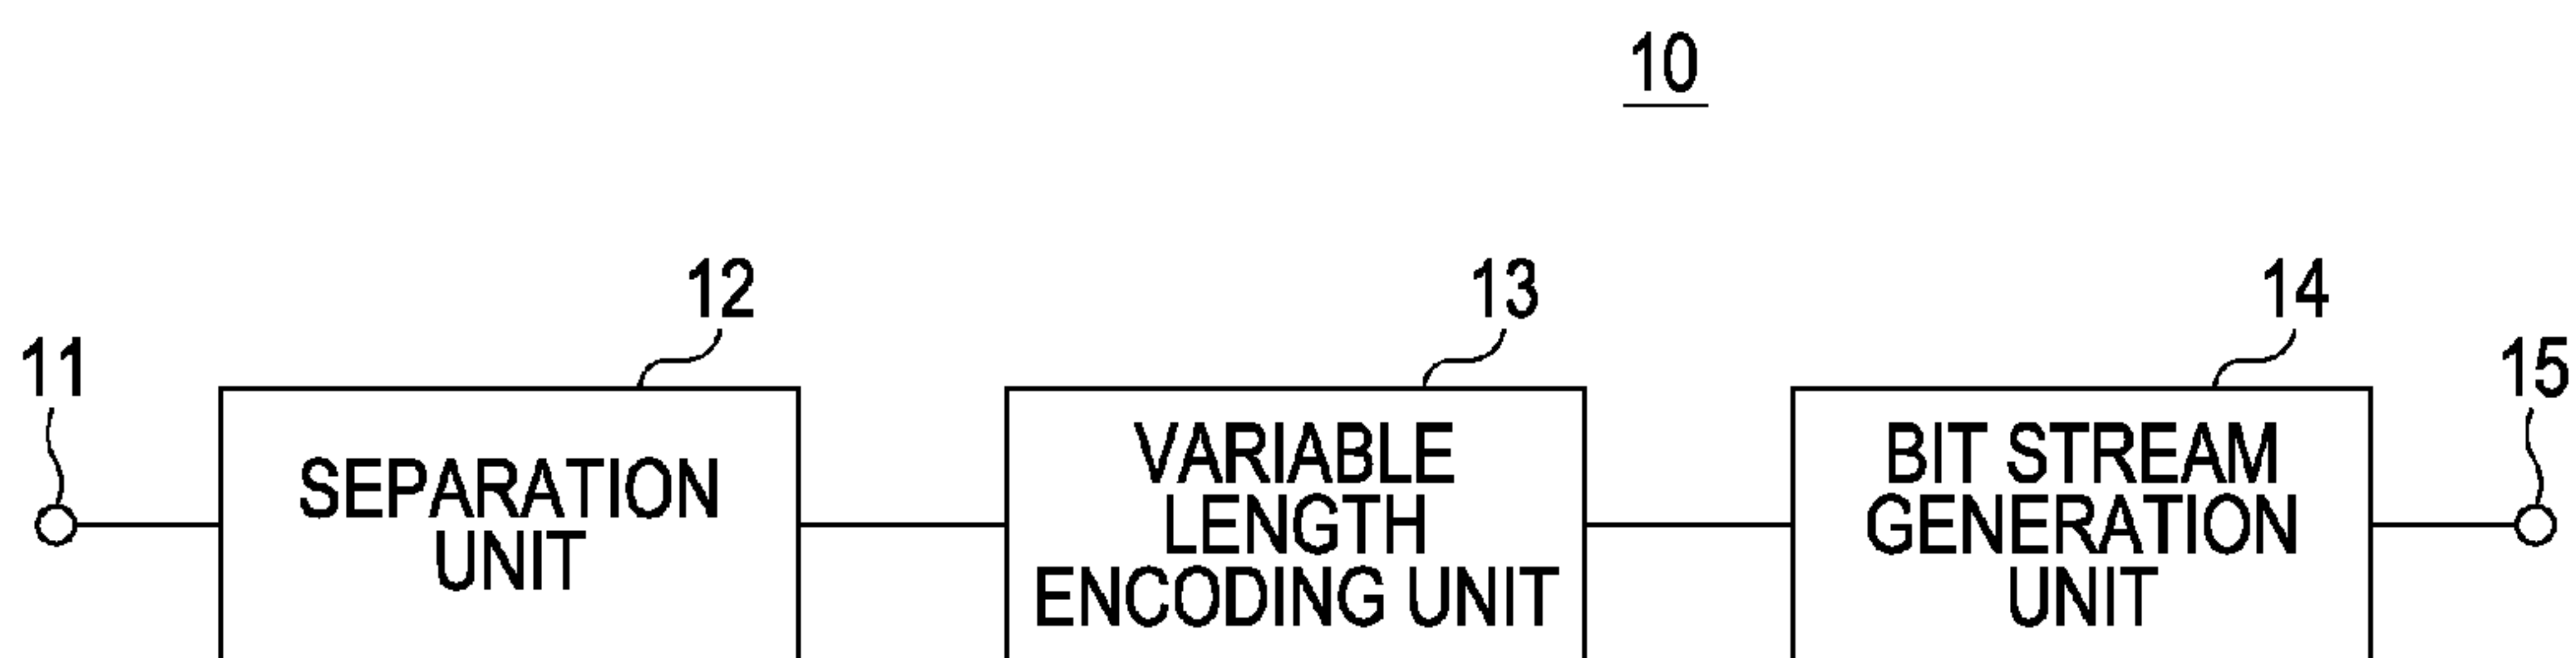 10
12
13
14
11
15
SEPARATION
UNIT
VARIABLE
LENGTH
ENCODING UNIT
BIT STREAM
GENERATION
UNIT